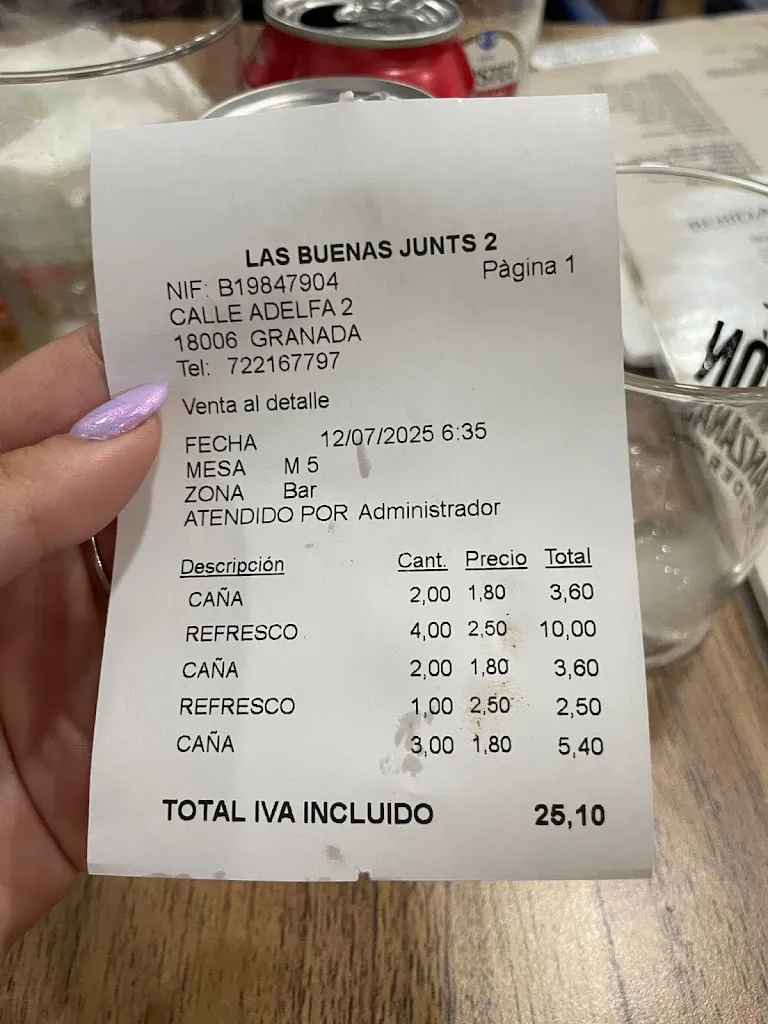 LAS BUENAS JUNTS 2
Pàgina 1
NIF: B19847904
CALLE ADELFA 2
18006 GRANADA
Tel: 722167797
Venta al detalle
FECHA 12/07/2025 6:35
MESA M 5
ZONA Bar
ATENDIDO POR Administrador
Descripción Cant. Precio Total
CAÑA 2,00 1,80 3,60
REFRESCO 4,00 2,50 10,00
CAÑA 2,00 1,80 3,60
REFRESCO 1,00 2,50 2,50
CAÑA 3,00 1,80 5,40
TOTAL IVA INCLUIDO 25,10